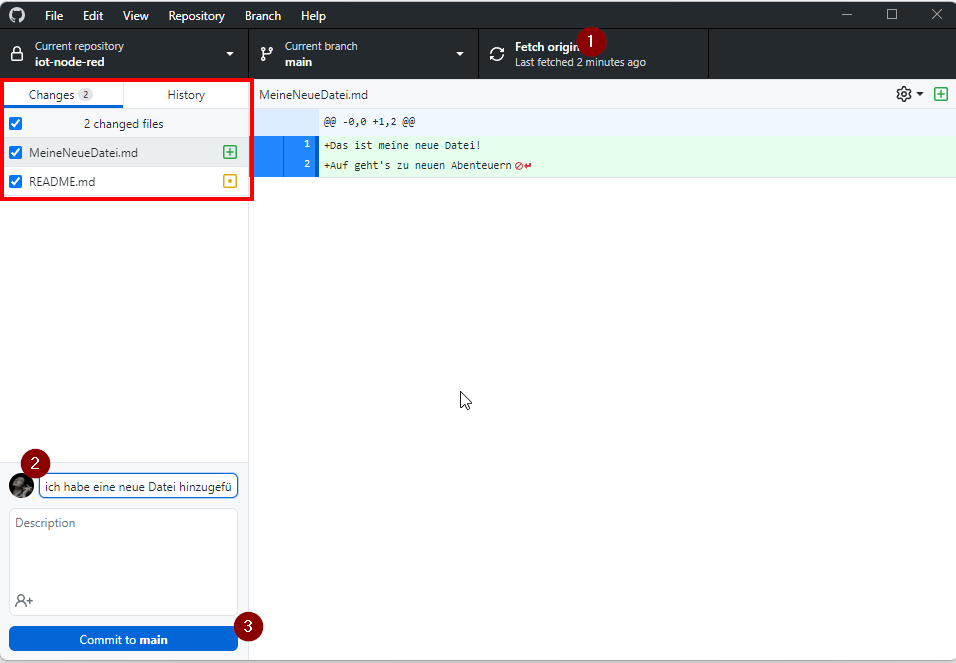 File Edit View Repository Branch Help
Current repository
iot-node-red
Current branch
main
1
Fetch origin
Last fetched 2 minutes ago
Changes 2
History
2 changed files
MeineNeueDatei.md
README.md
MeineNeueDatei.md
@@ -0,0 +1,2 @@
1 +Das ist meine neue Datei!
2 +Auf geht's zu neuen Abenteuern
2
ich habe eine neue Datei hinzugefü
Description
Commit to main
3